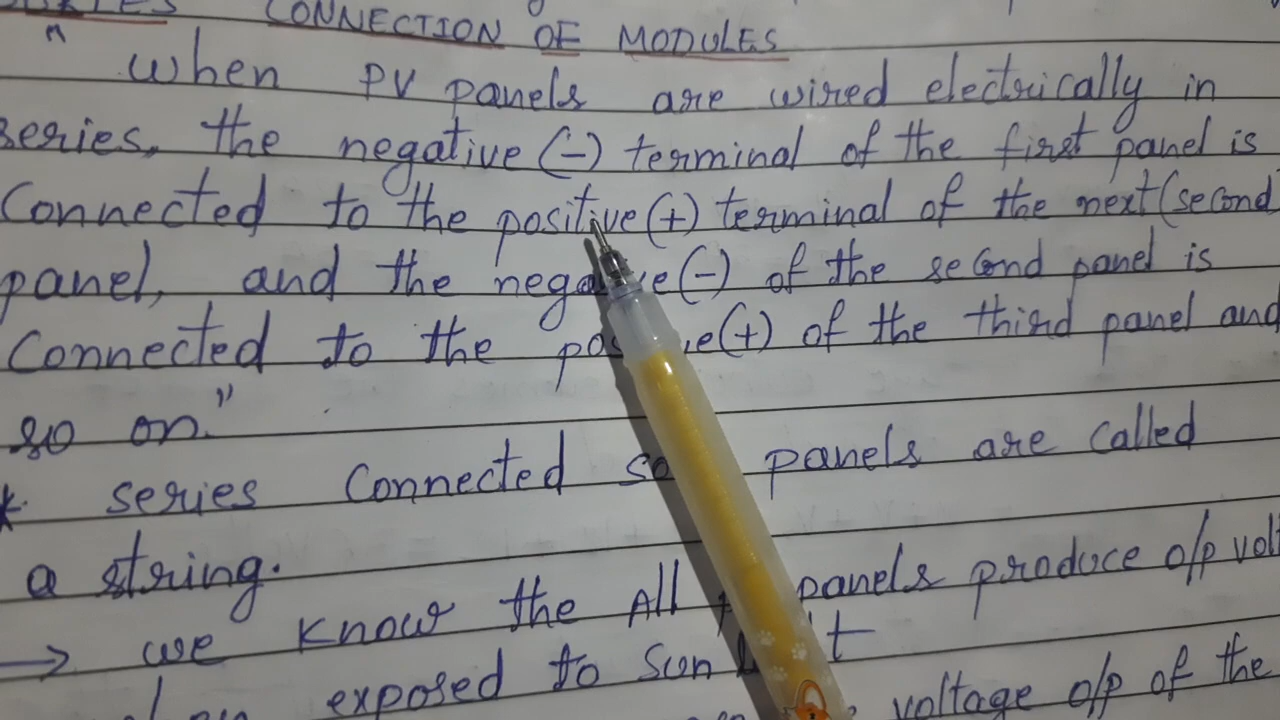 CONNECTION OF MODULES
" when PV panels are wired electrically in
series, the negative (-) terminal of the first panel is
Connected to the positive (+) terminal of the next (second
panel, and the negative (-) of the second panel is
Connected to the positive (+) of the third panel and
so on."
* series Connected panels are called
a string.
→ we know the All panels produce o/p vol
exposed to Sun
voltage o/p of the